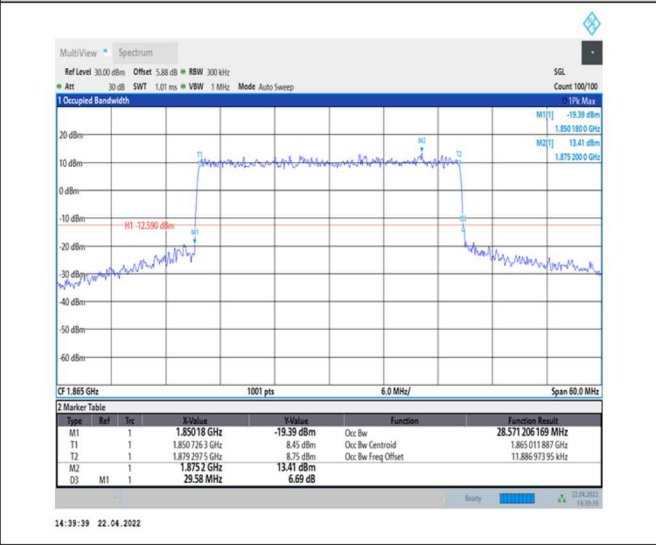 MultiView Spectrum
Ref Level 30.00 dBm Offset 5.88 dB RBW 300 kHz SGL
Att 30 dB SWT 1.01 ms VBW 1 MHz Mode Auto Sweep Count 100/100
1 Occupied Bandwidth 1Pk Max
M1[1] -19.39 dBm
1.850 180 0 GHz
M2[1] 13.41 dBm
1.875 200 0 GHz
20 dBm
M2
T1
T2
10 dBm
0 dBm
-10 dBm
H1 -12.590 dBm
M1
-20 dBm
-30 dBm
-40 dBm
-50 dBm
-60 dBm
CF 1.865 GHz 1001 pts 6.0 MHz/ Span 60.0 MHz
2 Marker Table
Type Ref Trc X-Value Y-Value Function Function Result
M1 1 1.85018 GHz -19.39 dBm Occ Bw 28.571 206 169 MHz
T1 1 1.850 726 3 GHz 8.45 dBm Occ Bw Centroid 1.865 011 887 GHz
T2 1 1.879 297 5 GHz 8.75 dBm Occ Bw Freq Offset 11.886 973 95 kHz
M2 1 1.875 2 GHz 13.41 dBm
D3 M1 1 29.58 MHz 6.69 dB
Ready 22.04.2022
14:39:39 22.04.2022